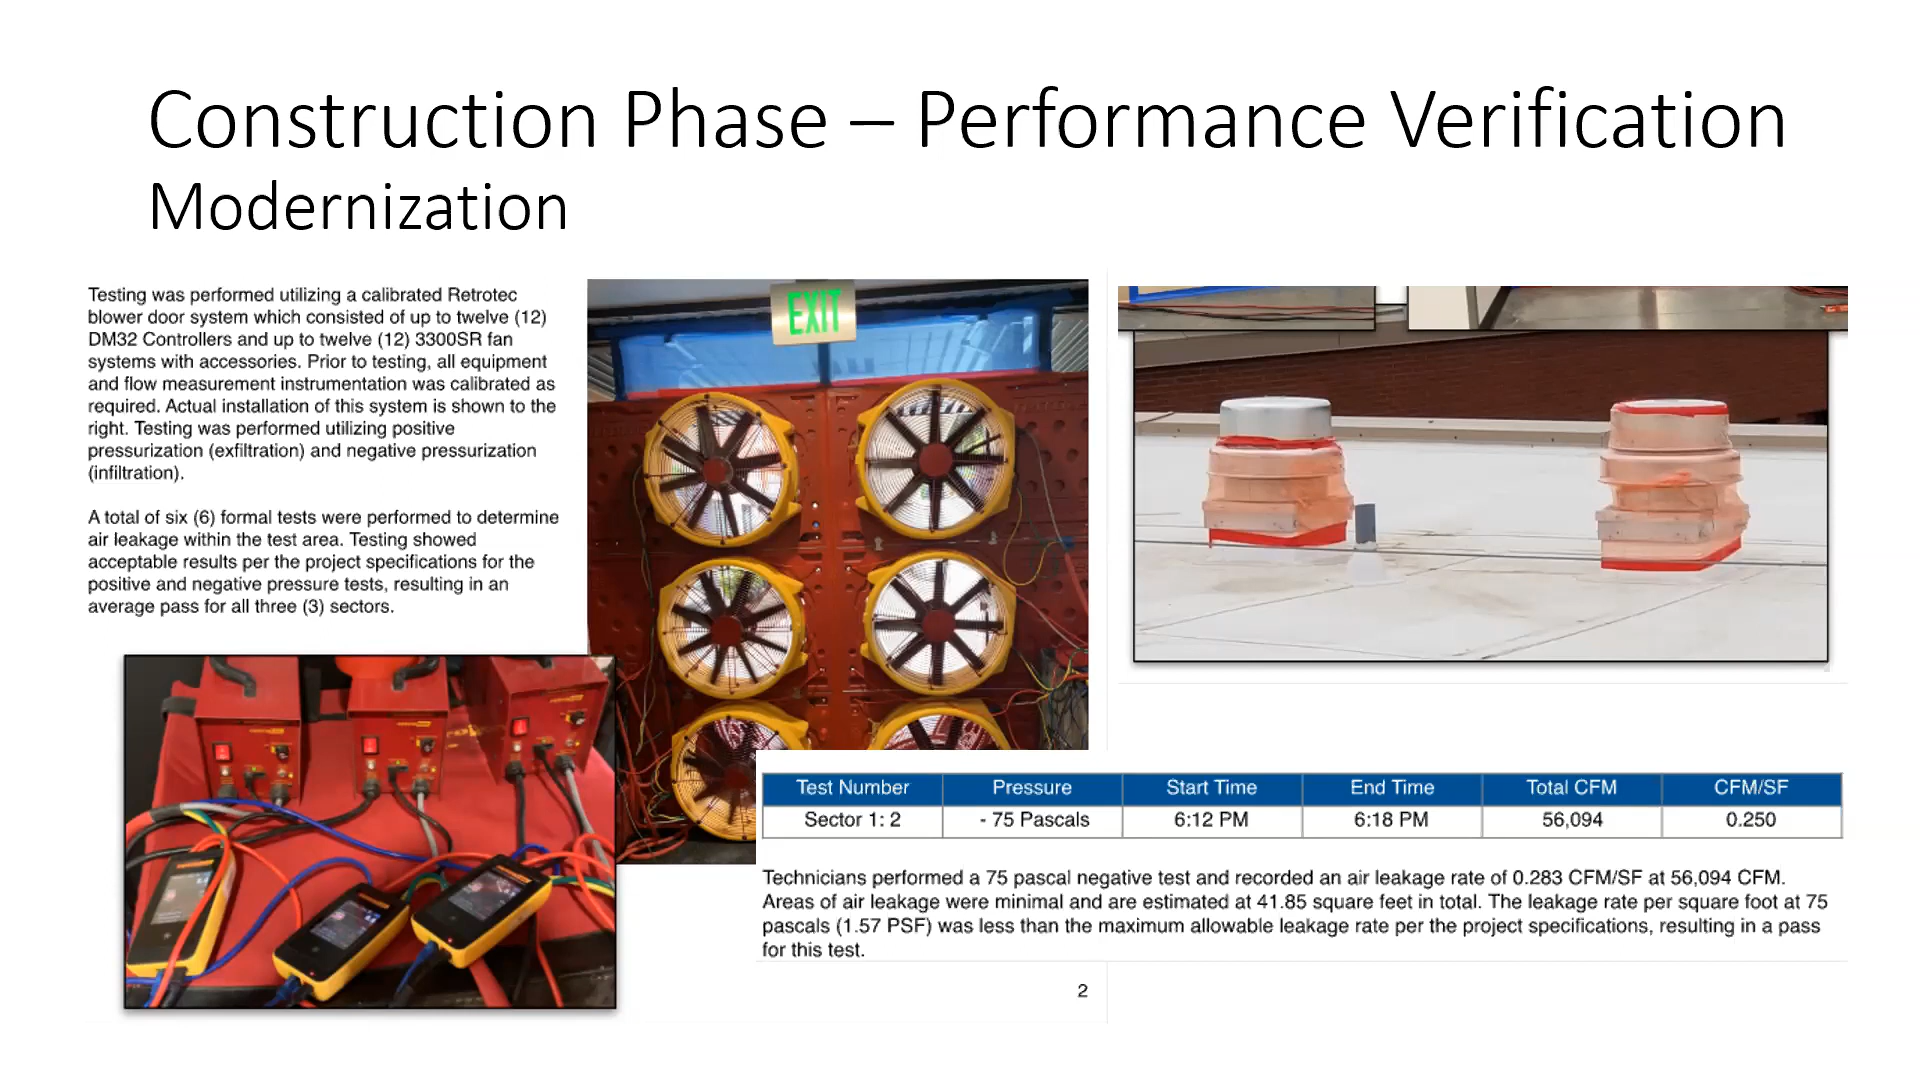 Construction Phase – Performance Verification
Modernization
Testing was performed utilizing a calibrated Retrotec
blower door system which consisted of up to twelve (12)
DM32 Controllers and up to twelve (12) 3300SR fan
systems with accessories. Prior to testing, all equipment
and flow measurement instrumentation was calibrated as
required. Actual installation of this system is shown to the
right. Testing was performed utilizing positive
pressurization (exfiltration) and negative pressurization
(infiltration).
A total of six (6) formal tests were performed to determine
air leakage within the test area. Testing showed
acceptable results per the project specifications for the
positive and negative pressure tests, resulting in an
average pass for all three (3) sectors.
EXIT
Test Number Pressure Start Time End Time Total CFM CFM/SF
Sector 1: 2 - 75 Pascals 6:12 PM 6:18 PM 56,094 0.250
Technicians performed a 75 pascal negative test and recorded an air leakage rate of 0.283 CFM/SF at 56,094 CFM.
Areas of air leakage were minimal and are estimated at 41.85 square feet in total. The leakage rate per square foot at 75
pascals (1.57 PSF) was less than the maximum allowable leakage rate per the project specifications, resulting in a pass
for this test.
2